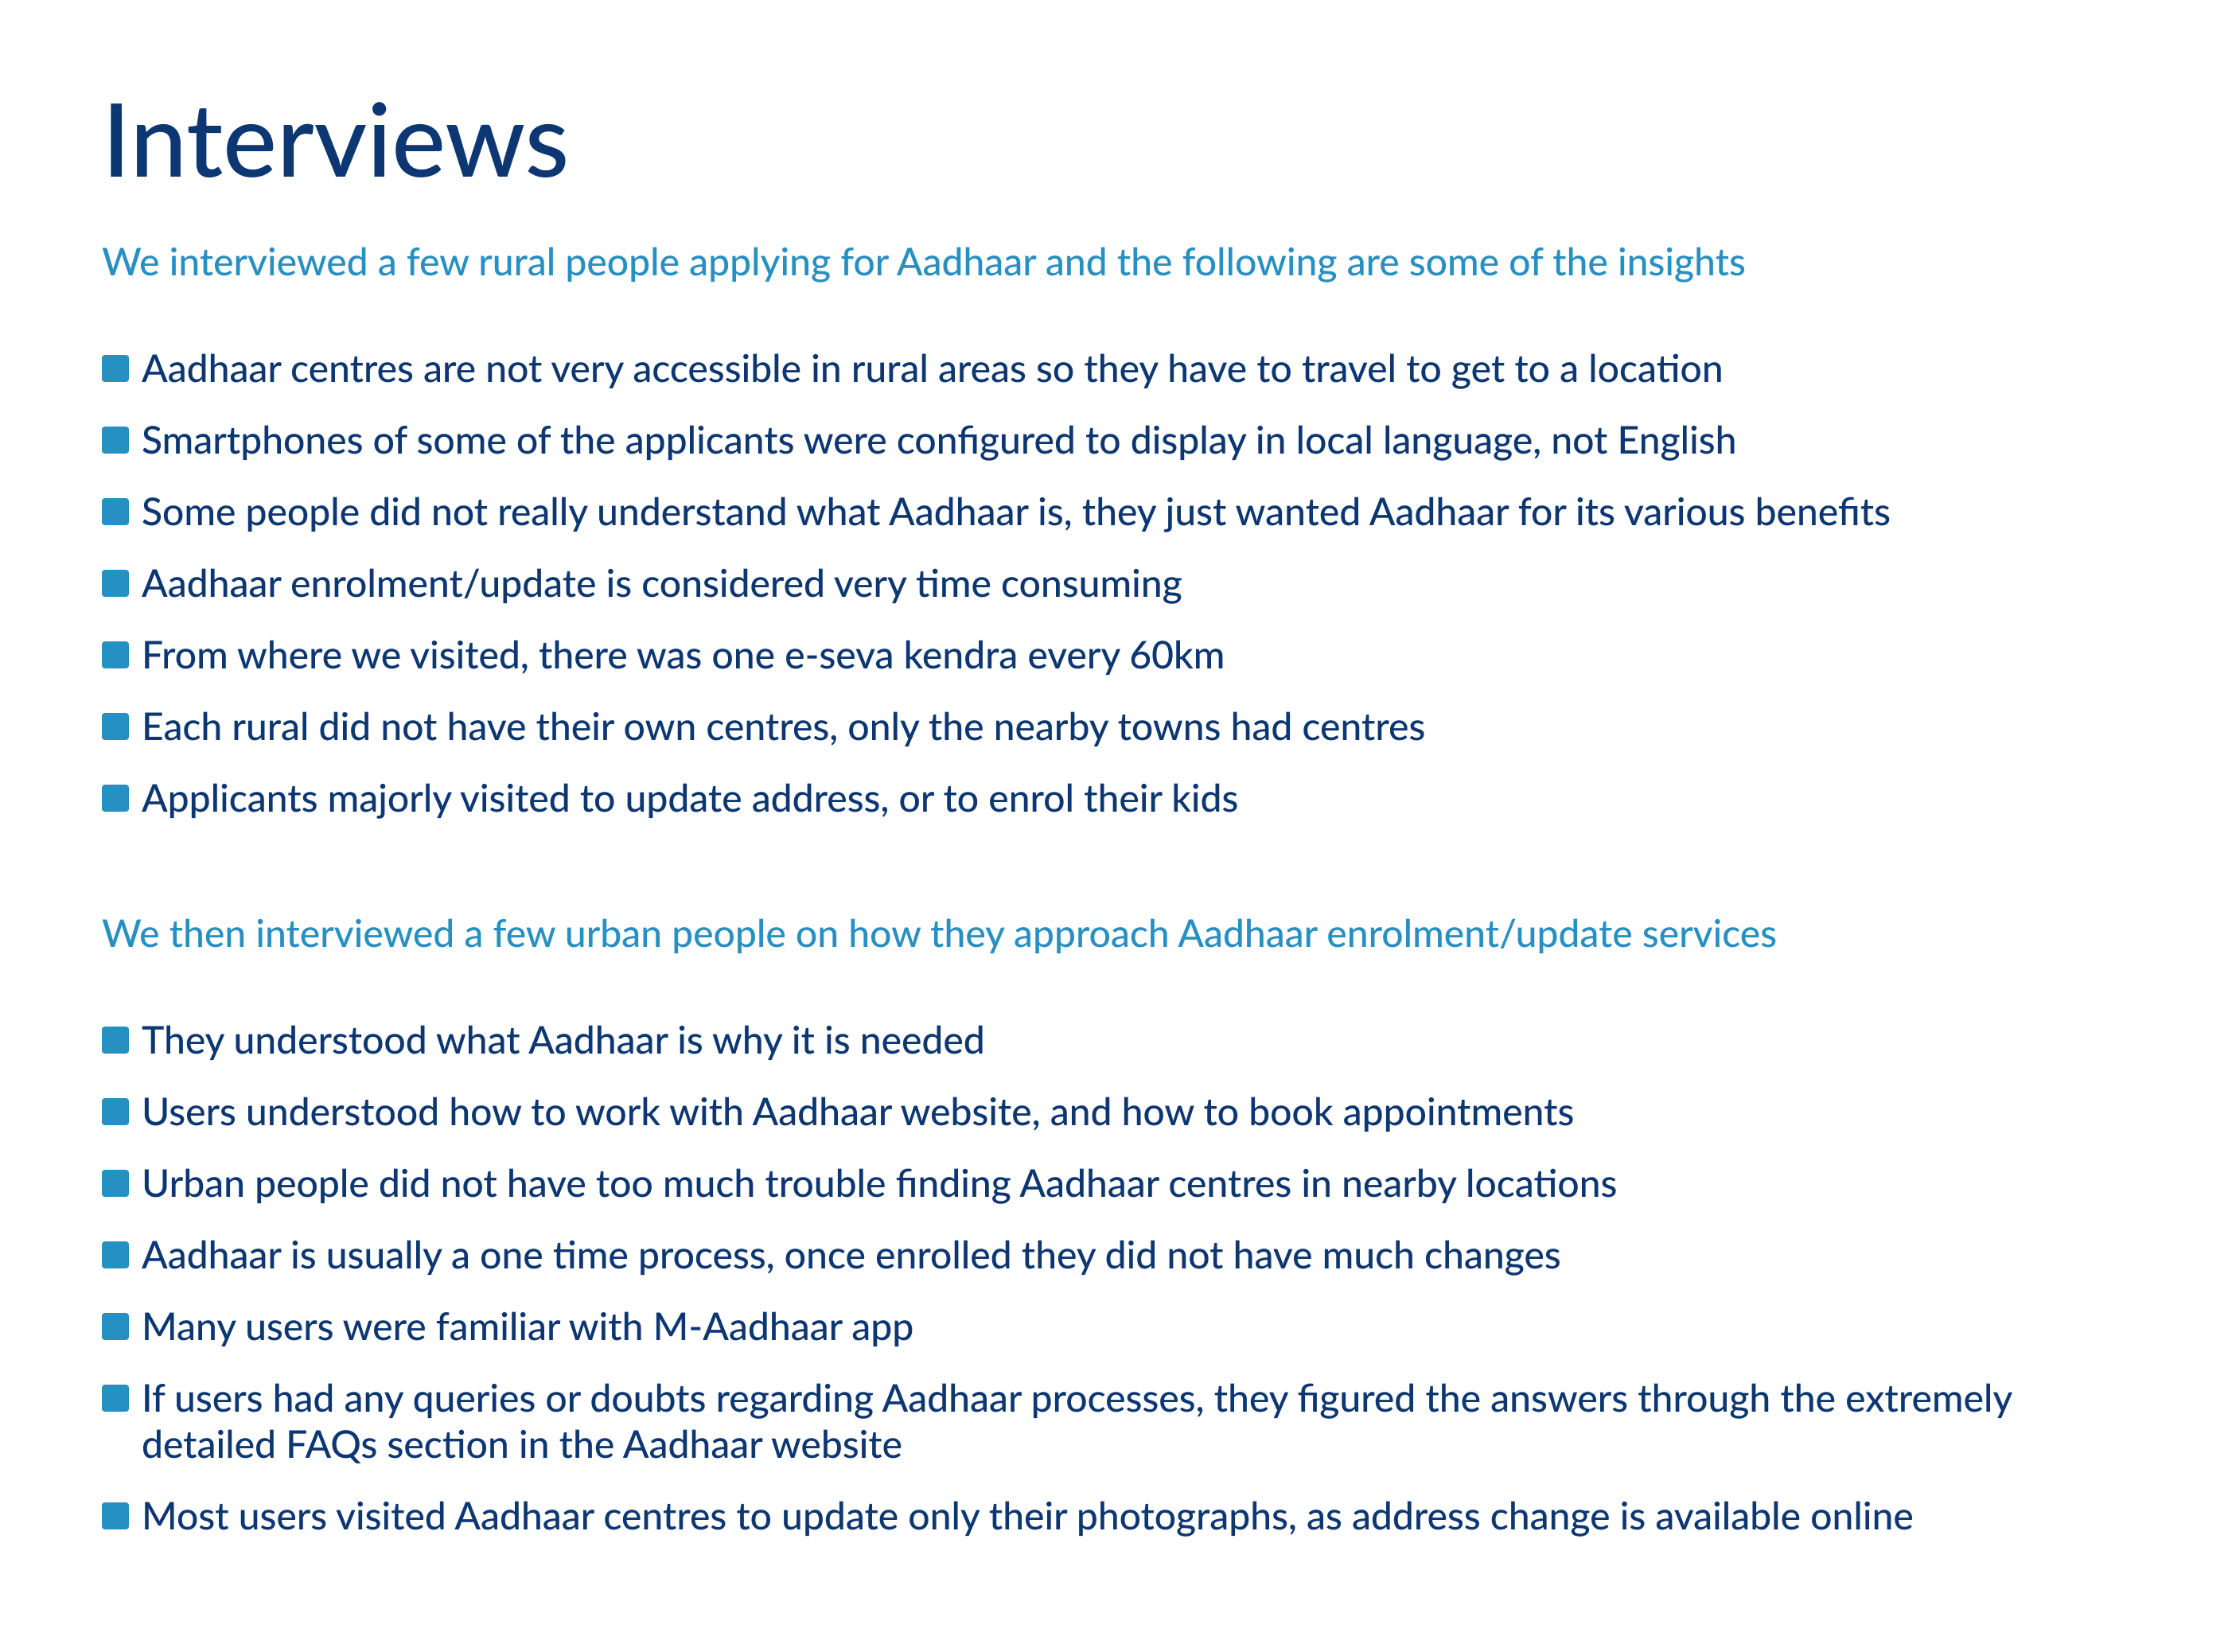 Interviews
We interviewed a few rural people applying for Aadhaar and the following are some of the insights
Aadhaar centres are not very accessible in rural areas so they have to travel to get to a location
Smartphones of some of the applicants were configured to display in local language, not English
Some people did not really understand what Aadhaar is, they just wanted Aadhaar for its various benefits
Aadhaar enrolment/update is considered very time consuming
From where we visited, there was one e-seva kendra every 60km
Each rural did not have their own centres, only the nearby towns had centres
Applicants majorly visited to update address, or to enrol their kids
We then interviewed a few urban people on how they approach Aadhaar enrolment/update services
They understood what Aadhaar is why it is needed
Users understood how to work with Aadhaar website, and how to book appointments
Urban people did not have too much trouble finding Aadhaar centres in nearby locations
Aadhaar is usually a one time process, once enrolled they did not have much changes
Many users were familiar with M-Aadhaar app
If users had any queries or doubts regarding Aadhaar processes, they figured the answers through the extremely
detailed FAQs section in the Aadhaar website
Most users visited Aadhaar centres to update only their photographs, as address change is available online